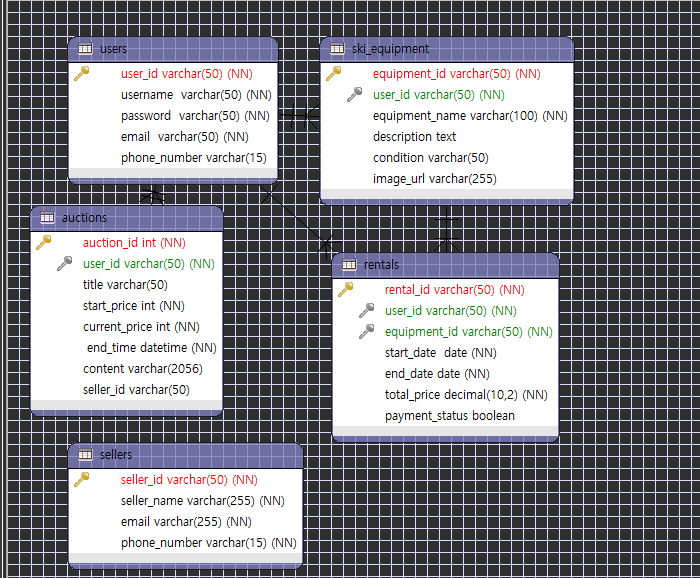 users
user_id varchar(50) (NN)
username varchar(50) (NN)
password varchar(50) (NN)
email varchar(50) (NN)
phone_number varchar(15)
ski_equipment
equipment_id varchar(50) (NN)
user_id varchar(50) (NN)
equipment_name varchar(100) (NN)
description text
condition varchar(50)
image_url varchar(255)
auctions
auction_id int (NN)
user_id varchar(50) (NN)
title varchar(50)
start_price int (NN)
current_price int (NN)
end_time datetime (NN)
content varchar(2056)
seller_id varchar(50)
rentals
rental_id varchar(50) (NN)
user_id varchar(50) (NN)
equipment_id varchar(50) (NN)
start_date date (NN)
end_date date (NN)
total_price decimal(10,2) (NN)
payment_status boolean
sellers
seller_id varchar(50) (NN)
seller_name varchar(255) (NN)
email varchar(255) (NN)
phone_number varchar(15) (NN)